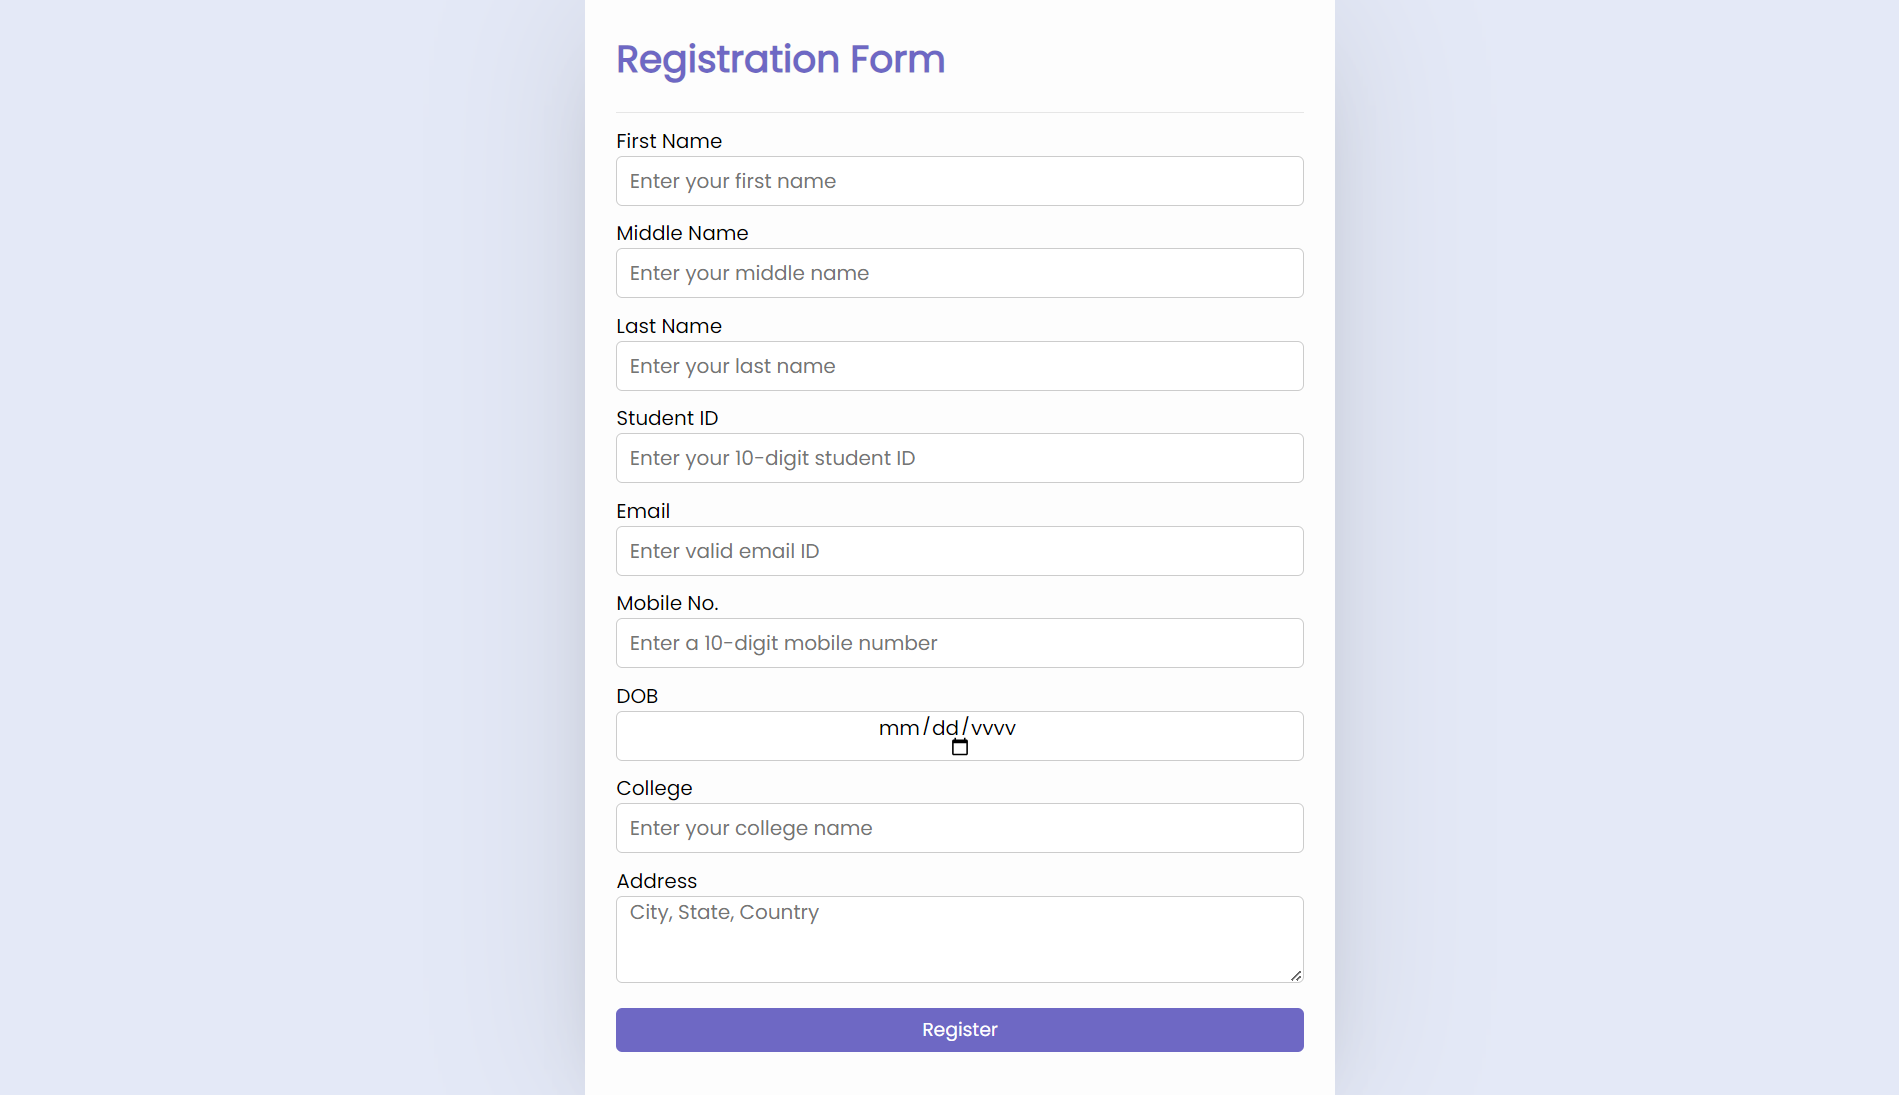 Registration Form
First Name
Enter your first name
Middle Name
Enter your middle name
Last Name
Enter your last name
Student ID
Enter your 10-digit student ID
Email
Enter valid email ID
Mobile No.
Enter a 10-digit mobile number
DOB
mm/dd/yyyy
College
Enter your college name
Address
City, State, Country
Register